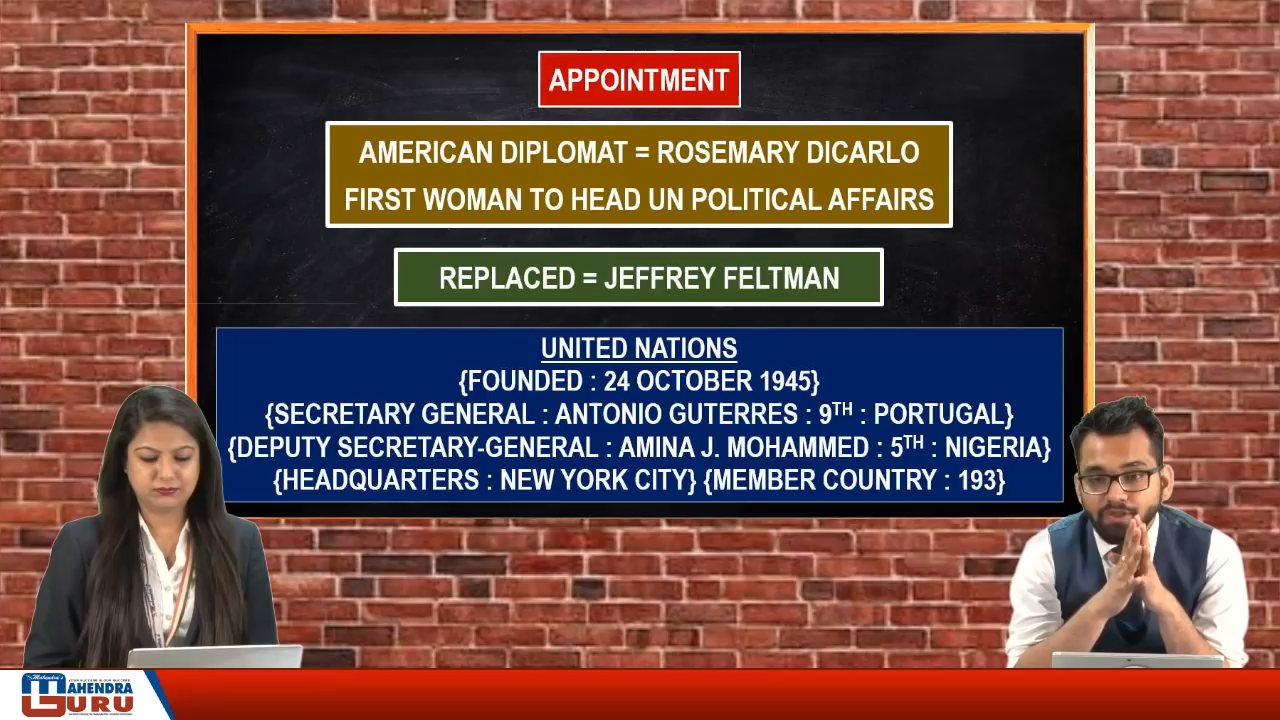 APPOINTMENT
AMERICAN DIPLOMAT = ROSEMARY DICARLO
FIRST WOMAN TO HEAD UN POLITICAL AFFAIRS
REPLACED = JEFFREY FELTMAN
UNITED NATIONS
{FOUNDED : 24 OCTOBER 1945}
{SECRETARY GENERAL : ANTONIO GUTERRES : 9TH : PORTUGAL}
{DEPUTY SECRETARY-GENERAL : AMINA J. MOHAMMED : 5TH : NIGERIA}
{HEADQUARTERS : NEW YORK CITY} {MEMBER COUNTRY : 193}
Mahendra's
MAHENDRA
GURU